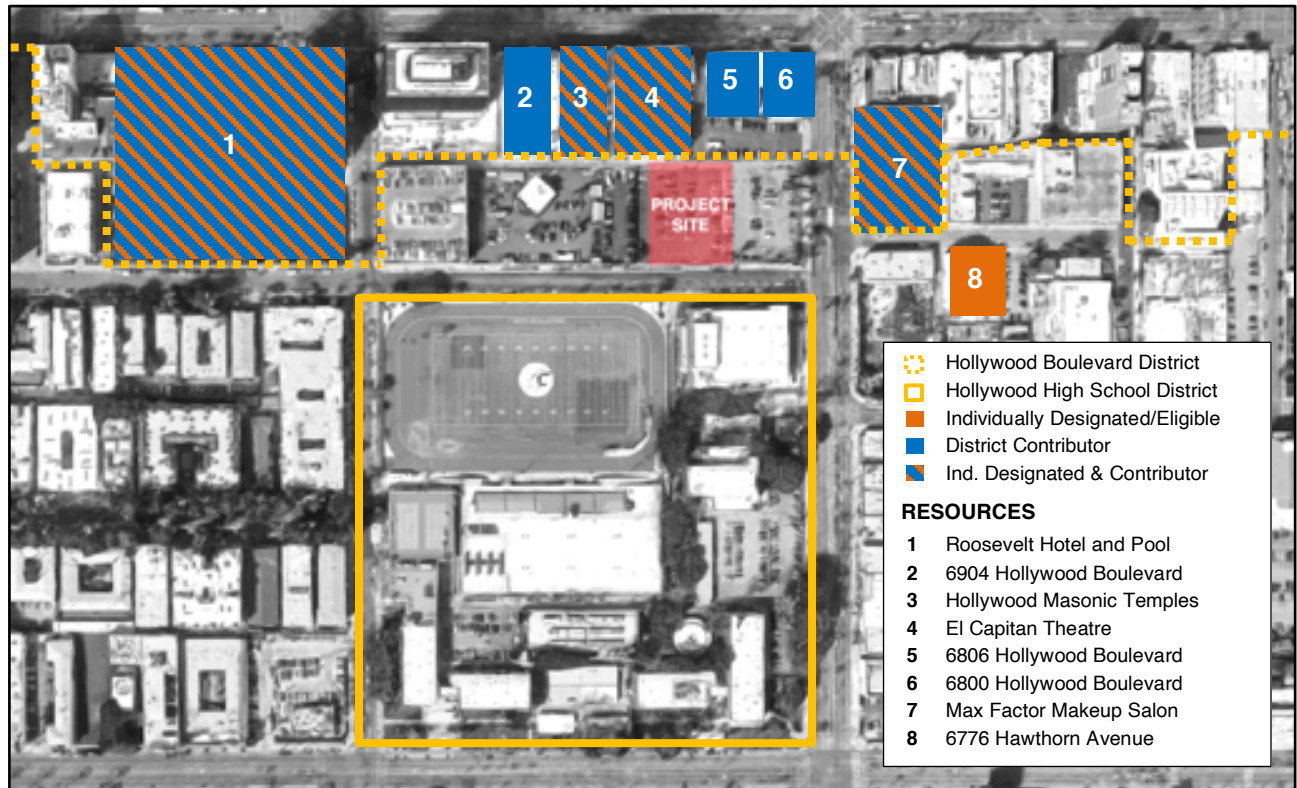 1
2
3
4
5
6
7
8
PROJECT
SITE
Hollywood Boulevard District
Hollywood High School District
Individually Designated/Eligible
District Contributor
Ind. Designated & Contributor
RESOURCES
1 Roosevelt Hotel and Pool
2 6904 Hollywood Boulevard
3 Hollywood Masonic Temples
4 El Capitan Theatre
5 6806 Hollywood Boulevard
6 6800 Hollywood Boulevard
7 Max Factor Makeup Salon
8 6776 Hawthorn Avenue